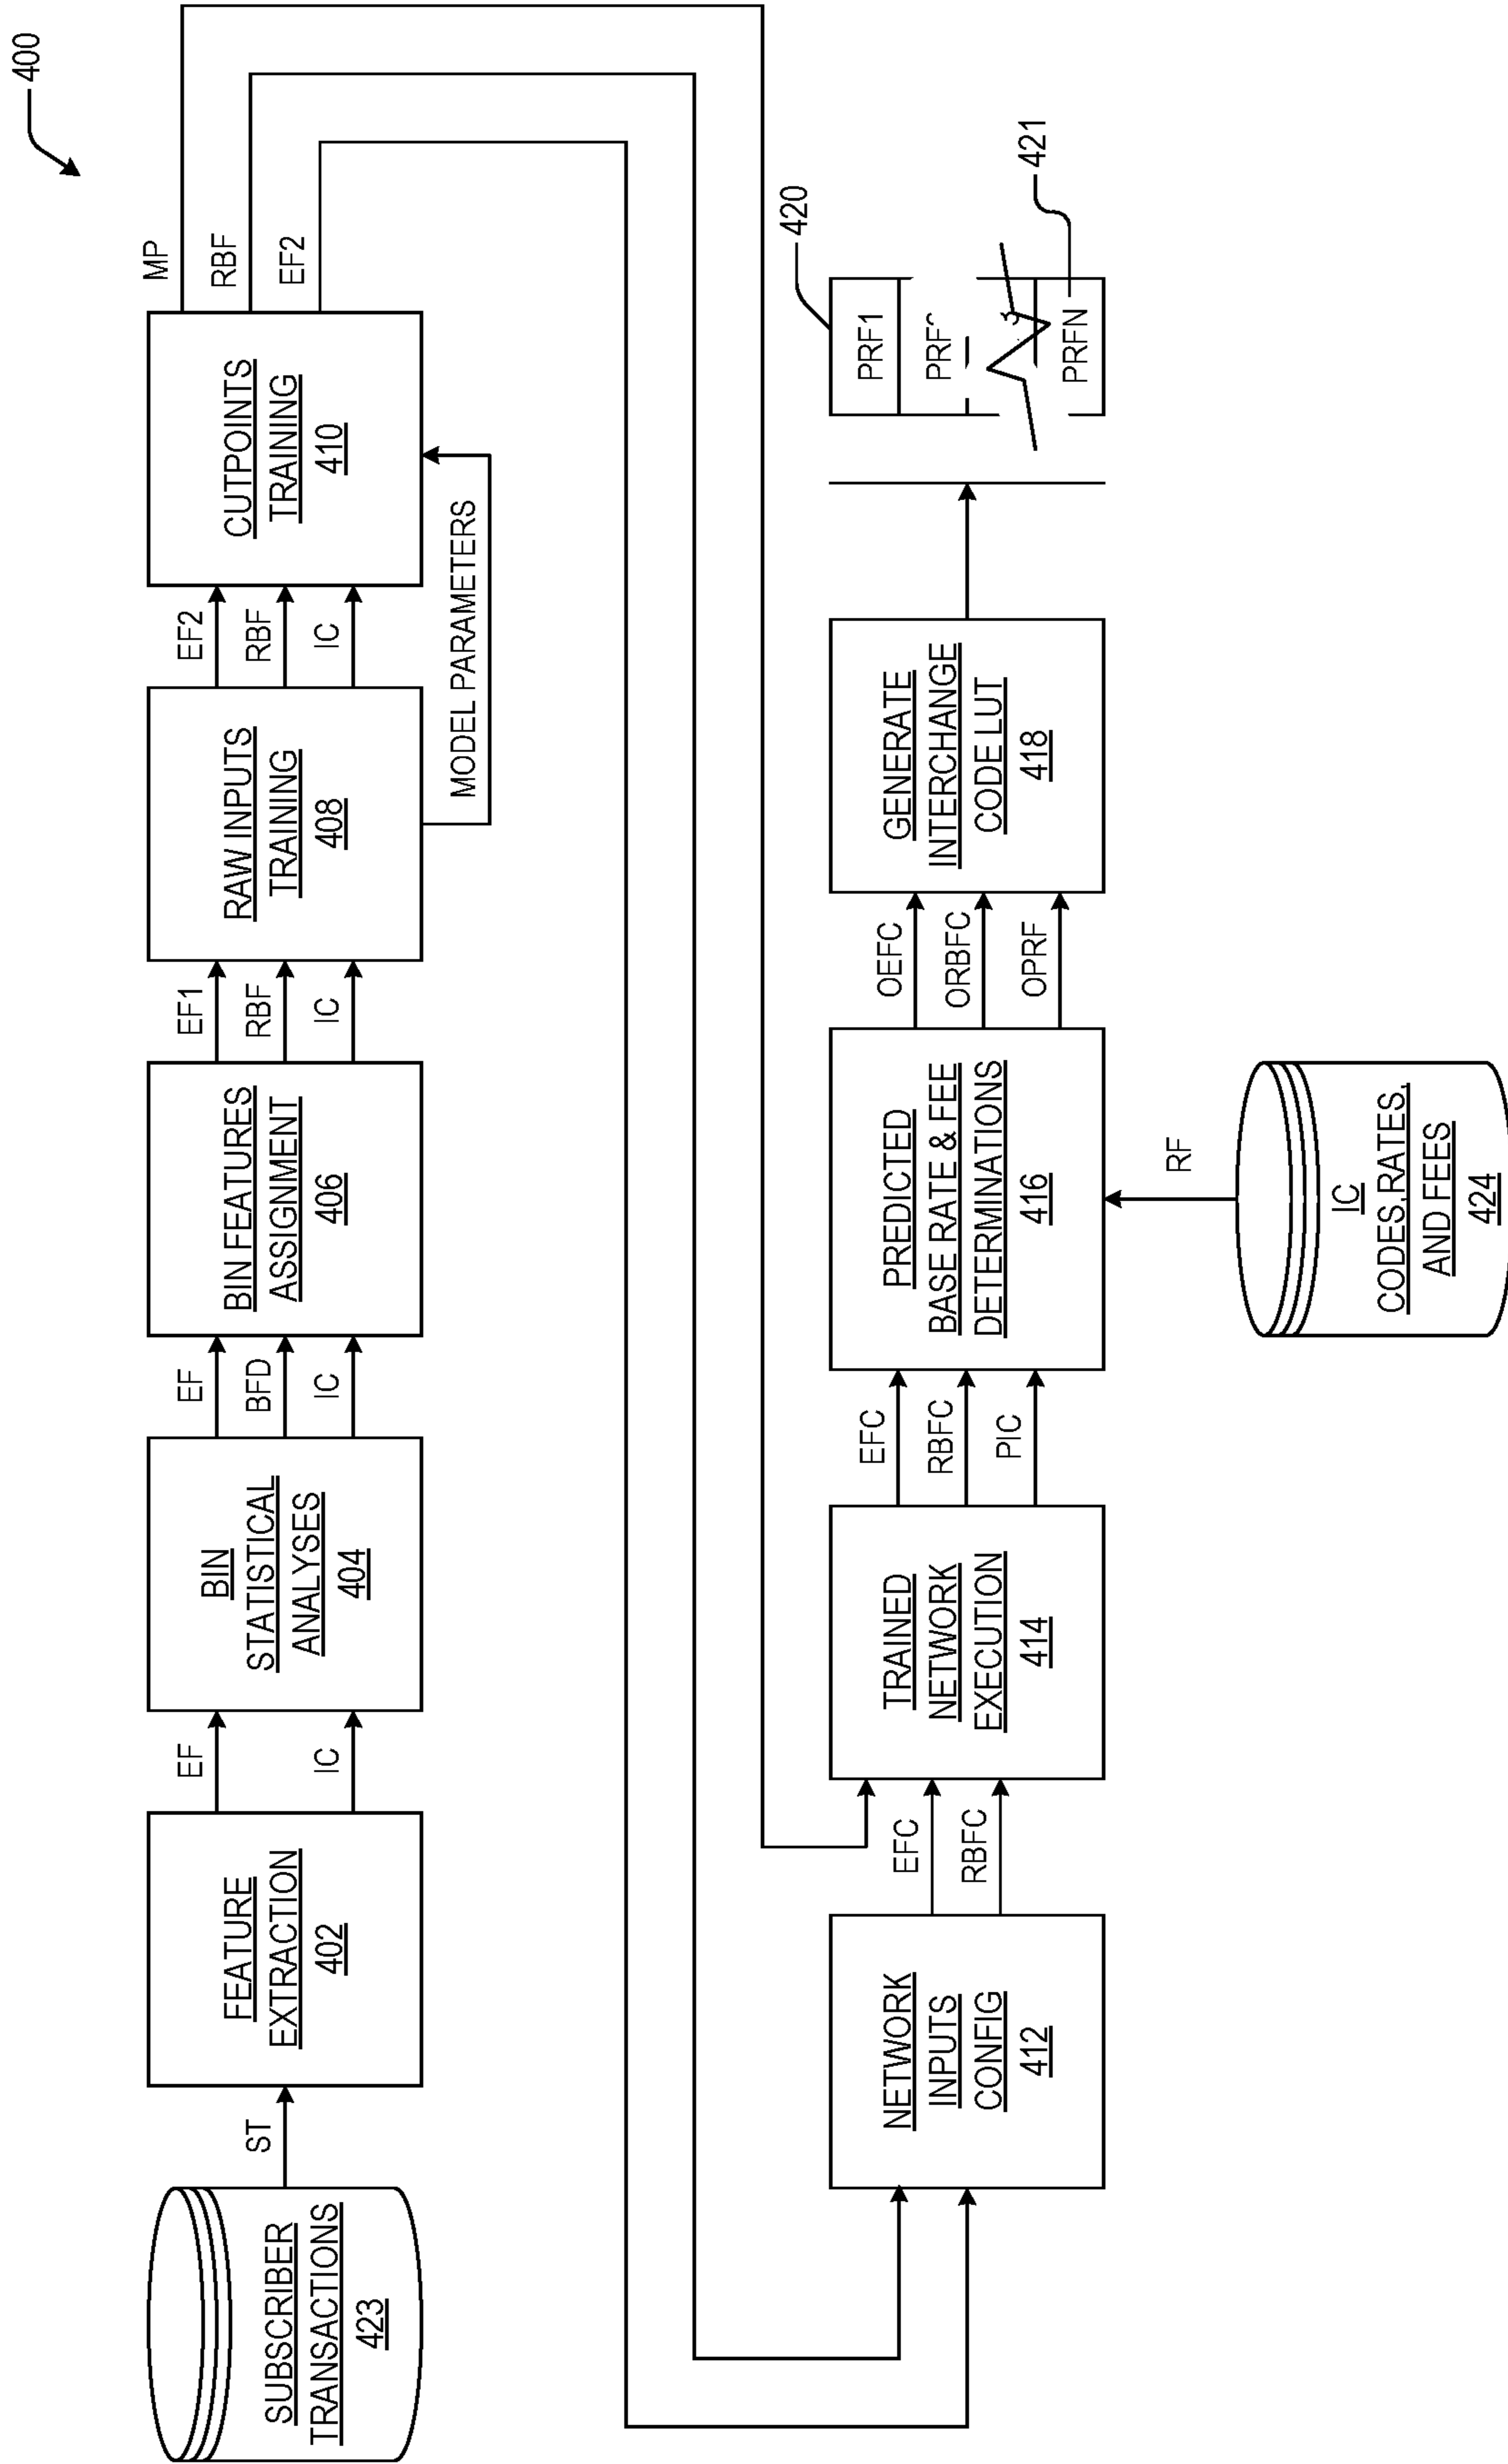 400
SUBSCRIBER
TRANSACTIONS
423
ST
FEATURE
EXTRACTION
402
EF
IC
BIN
STATISTICAL
ANALYSES
404
EF
BFD
IC
BIN FEATURES
ASSIGNMENT
406
EF1
RBF
IC
RAW INPUTS
TRAINING
408
EF2
RBF
IC
MODEL PARAMETERS
CUTPOINTS
TRAINING
410
MP
RBF
EF2
NETWORK
INPUTS
CONFIG
412
EFC
RBFC
TRAINED
NETWORK
EXECUTION
414
EFC
RBFC
PIC
PREDICTED
BASE RATE & FEE
DETERMINATIONS
416
RF
IC
CODES,RATES,
AND FEES
424
OEFC
ORBFC
OPRF
GENERATE
INTERCHANGE
CODE LUT
418
420
PRF1
PRFN
421